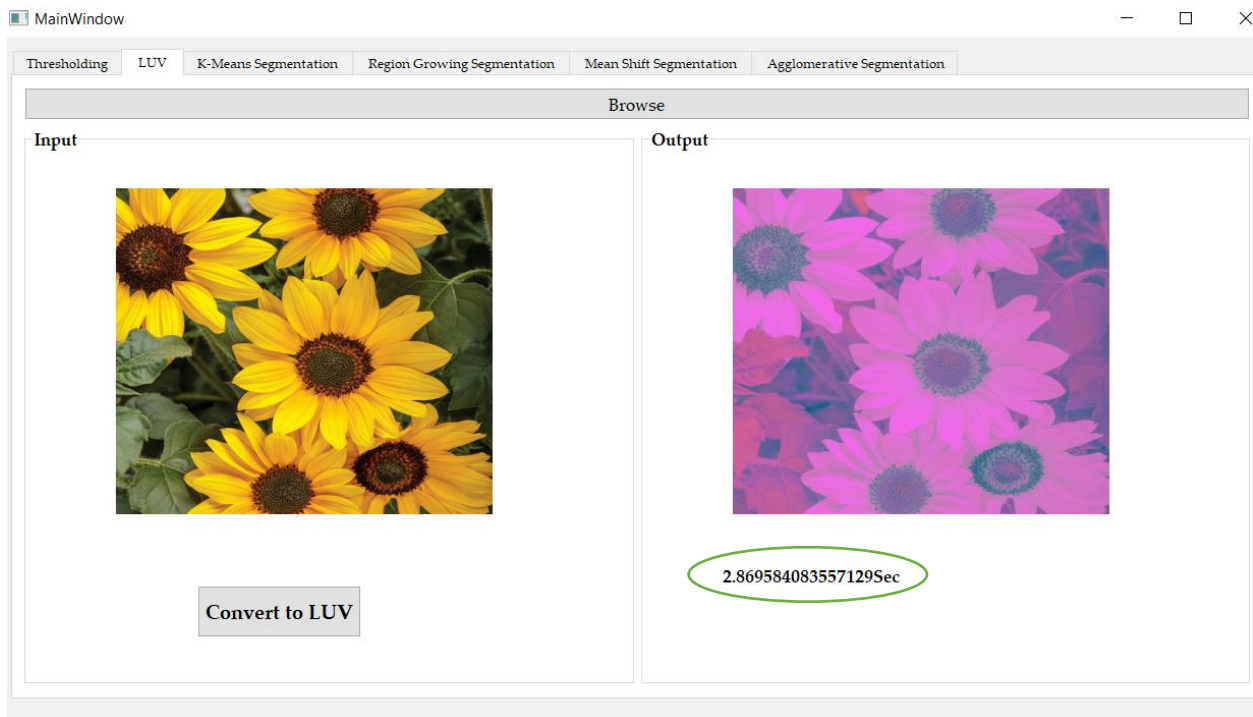 MainWindow
Thresholding LUV K-Means Segmentation Region Growing Segmentation Mean Shift Segmentation Agglomerative Segmentation
Browse
Input
Output
Convert to LUV
2.869584083557129Sec